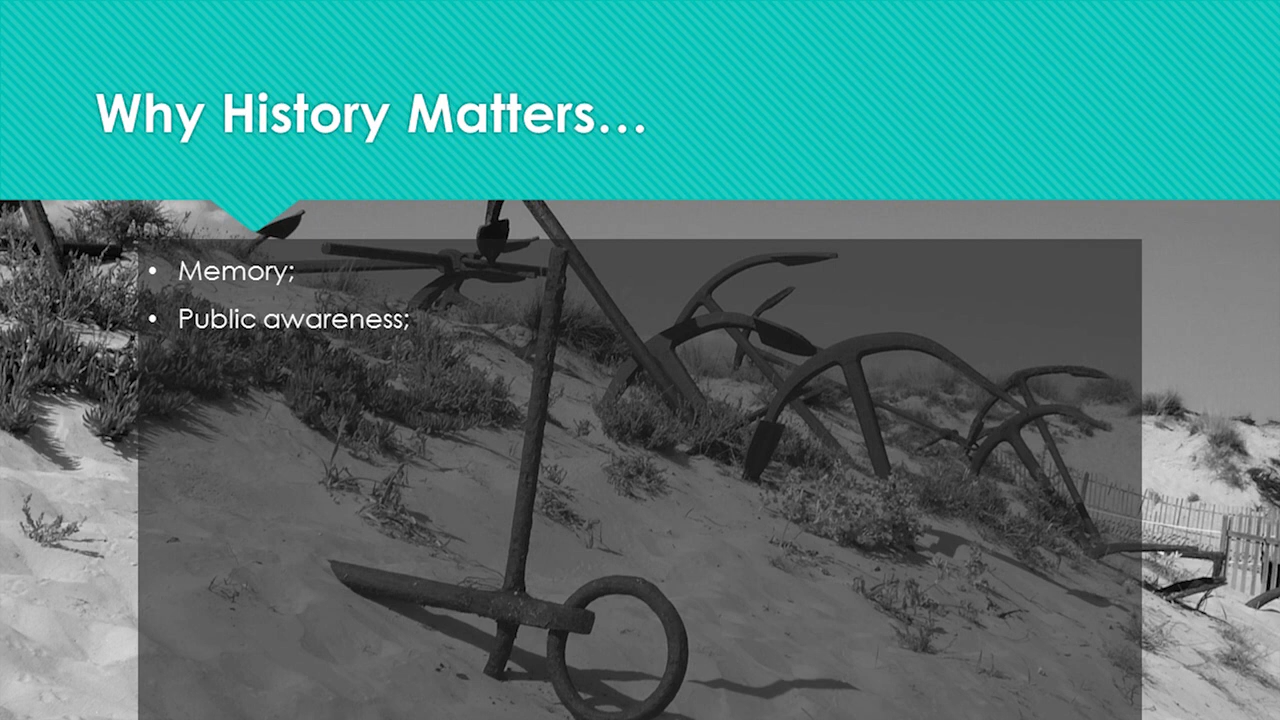 Why History Matters...
• Memory;
• Public awareness;